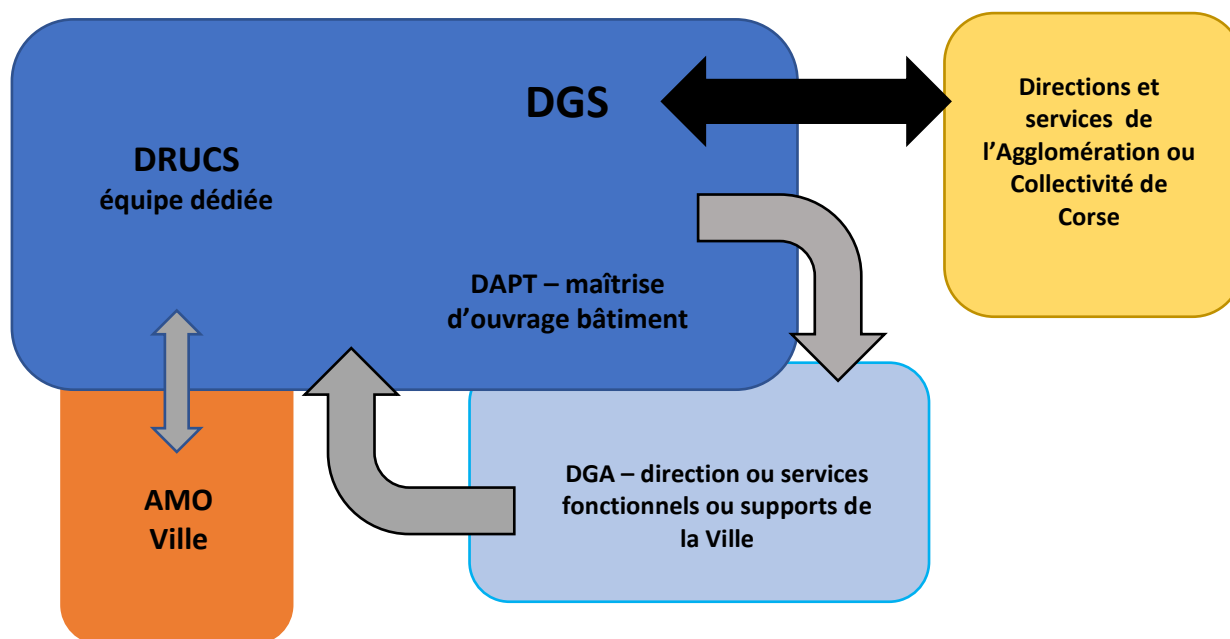 DGS
DRUCS
équipe dédiée
DAPT – maîtrise
d'ouvrage bâtiment
Directions et
services de
l'Agglomération ou
Collectivité de
Corse
AMO
Ville
DGA – direction ou services
fonctionnels ou supports de
la Ville